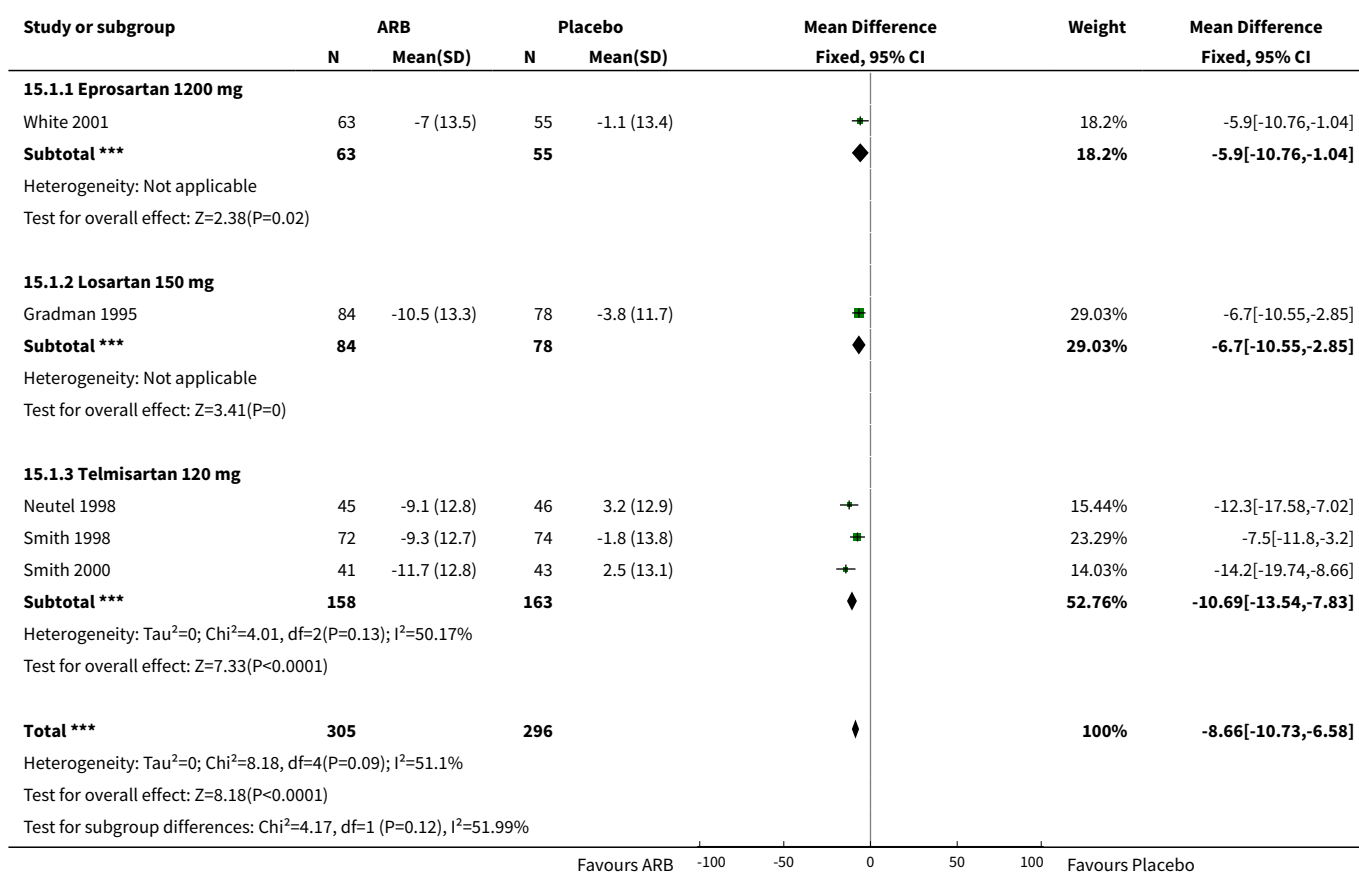 Study or subgroup ARB Placebo Mean Difference Weight Mean Difference
N Mean(SD) N Mean(SD) Fixed, 95% CI Fixed, 95% CI
15.1.1 Eprosartan 1200 mg
White 2001 63 -7 (13.5) 55 -1.1 (13.4) 18.2% -5.9[-10.76,-1.04]
Subtotal *** 63 55 18.2% -5.9[-10.76,-1.04]
Heterogeneity: Not applicable
Test for overall effect: Z=2.38(P=0.02)
15.1.2 Losartan 150 mg
Gradman 1995 84 -10.5 (13.3) 78 -3.8 (11.7) 29.03% -6.7[-10.55,-2.85]
Subtotal *** 84 78 29.03% -6.7[-10.55,-2.85]
Heterogeneity: Not applicable
Test for overall effect: Z=3.41(P=0)
15.1.3 Telmisartan 120 mg
Neutel 1998 45 -9.1 (12.8) 46 3.2 (12.9) 15.44% -12.3[-17.58,-7.02]
Smith 1998 72 -9.3 (12.7) 74 -1.8 (13.8) 23.29% -7.5[-11.8,-3.2]
Smith 2000 41 -11.7 (12.8) 43 2.5 (13.1) 14.03% -14.2[-19.74,-8.66]
Subtotal *** 158 163 52.76% -10.69[-13.54,-7.83]
Heterogeneity: Tau²=0; Chi²=4.01, df=2(P=0.13); I²=50.17%
Test for overall effect: Z=7.33(P<0.0001)
Total *** 305 296 100% -8.66[-10.73,-6.58]
Heterogeneity: Tau²=0; Chi²=8.18, df=4(P=0.09); I²=51.1%
Test for overall effect: Z=8.18(P<0.0001)
Test for subgroup differences: Chi²=4.17, df=1 (P=0.12), I²=51.99%
Favours ARB -100 -50 0 50 100 Favours Placebo